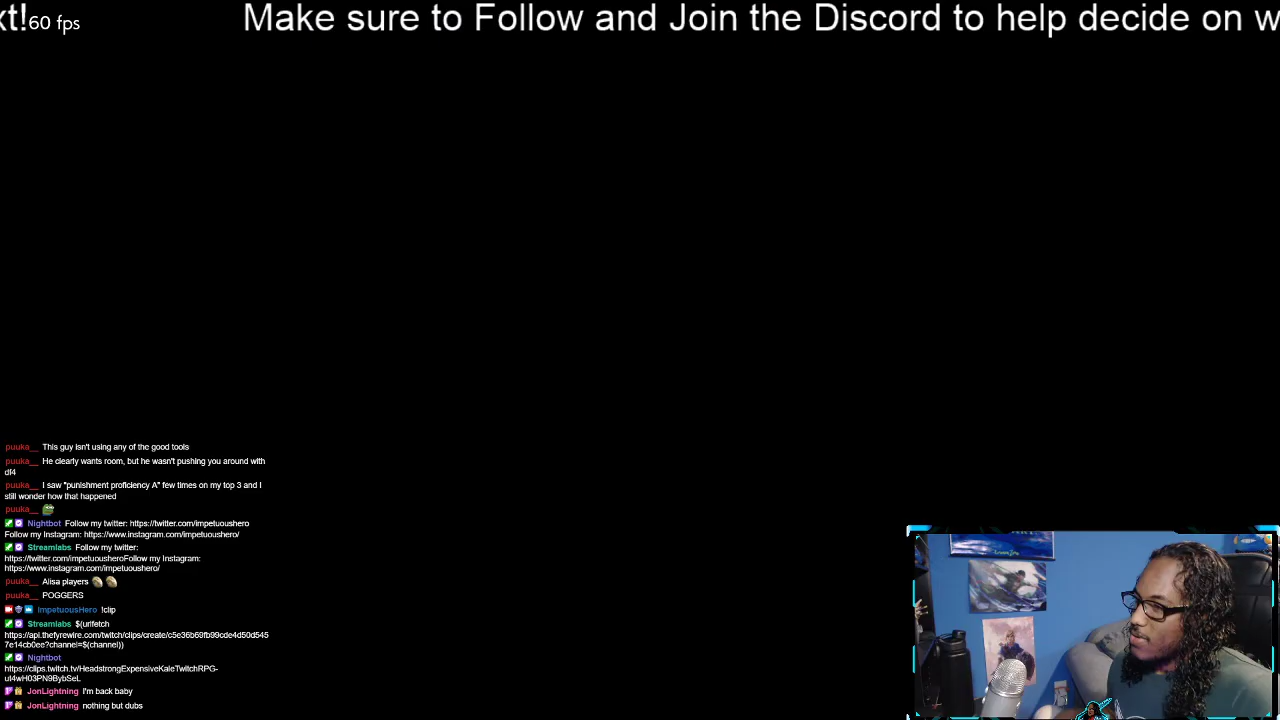 xt!
60 fps
Make sure to Follow and Join the Discord to help decide on w
puuka__ This guy isn't using any of the good tools
puuka__ He clearly wants room, but he wasn't pushing you around with
df4
puuka__ I saw "punishment proficiency A" few times on my top 3 and I
still wonder how that happened
puuka__
Nightbot Follow my twitter: https://twitter.com/impetuoushero
Follow my Instagram: https://www.instagram.com/impetuoushero/
Streamlabs Follow my twitter:
https://twitter.com/impetuousheroFollow my Instagram:
https://www.instagram.com/impetuoushero/
puuka__ Alisa players
puuka__ POGGERS
ImpetuousHero !clip
Streamlabs $(urlfetch
https://api.thefyrewire.com/twitch/clips/create/c5e36b69fb99cde4d50d545
7e14cb0ee?channel=$(channel))
Nightbot
https://clips.twitch.tv/HeadstrongExpensiveKaleTwitchRPG-
ut4wH03PN9BybSeL
JonLightning I'm back baby
JonLightning nothing but dubs